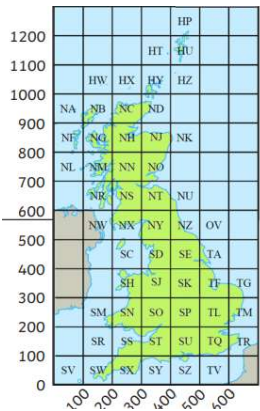 HP
1200
HT HU
1100
HW HX HY HZ
1000
NA NB NC ND
900
NF NG NH NJ NK
800
NL NM NN NO
700
NR NS NT NU
600
NW NX NY NZ OV
500
SC SD SE TA
400
SH SJ SK TF TG
300
SM SN SO SP TL TM
200
SR SS ST SU TQ TR
100
SV SW SX SY SZ TV
0
100 200 300 400 500 600